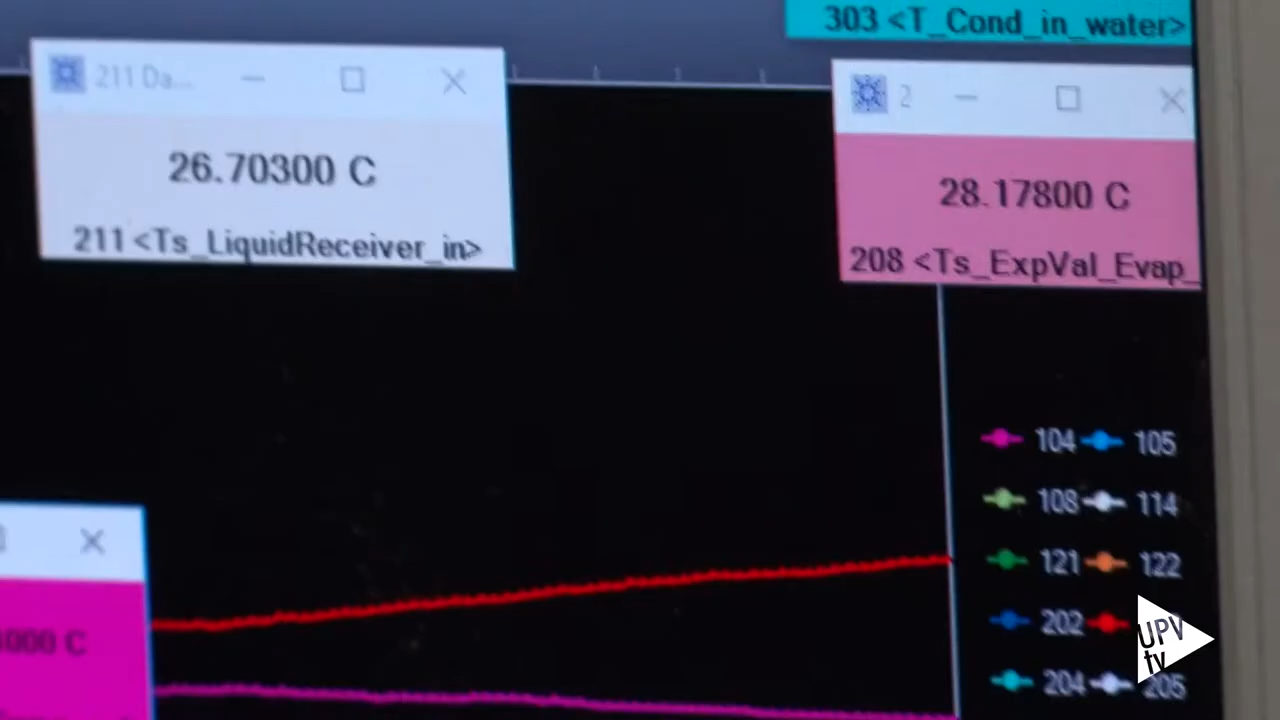 303 <T_Cond_in_water>
211 Da...
26.70300 C
211 <Ts_LiquidReceiver_in>
2
28.17800 C
208 <Ts_ExpVal_Evap_
104 105
108 114
121 122
202
204 205
000 C
UPV
tv